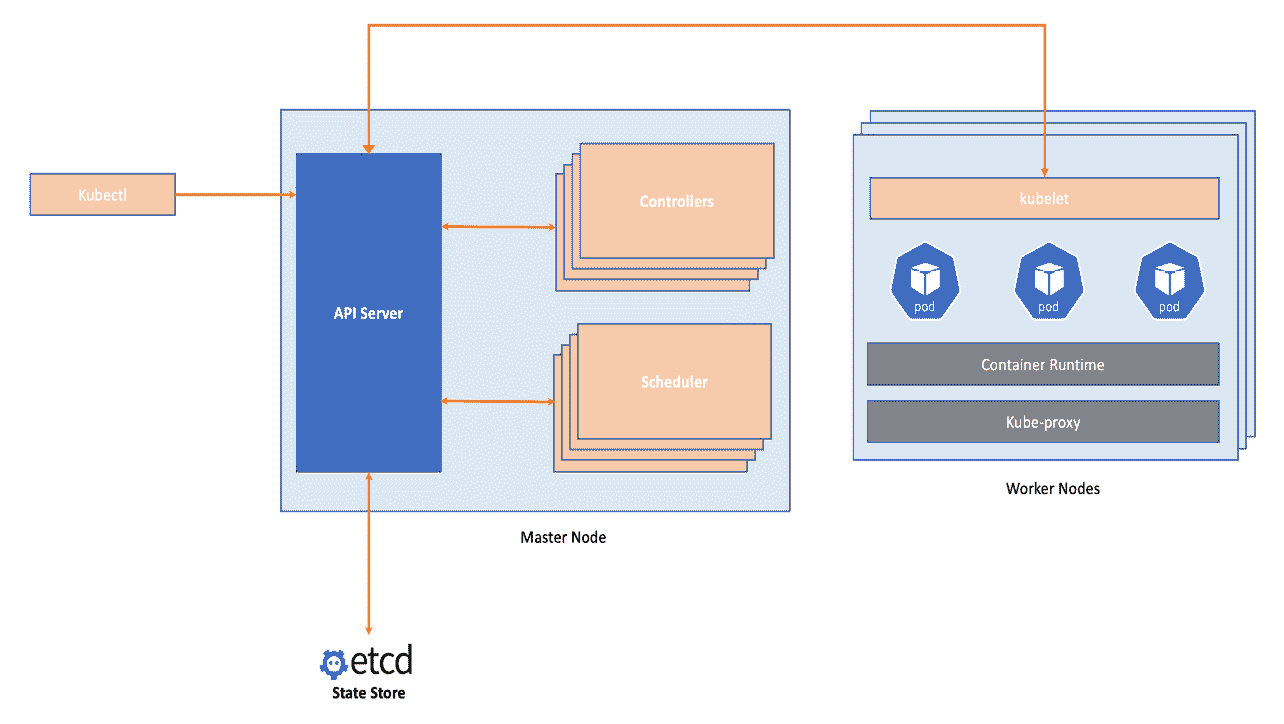 Kubectl
API Server
Controllers
Scheduler
Master Node
etcd
State Store
kubelet
pod
pod
pod
Container Runtime
Kube-proxy
Worker Nodes